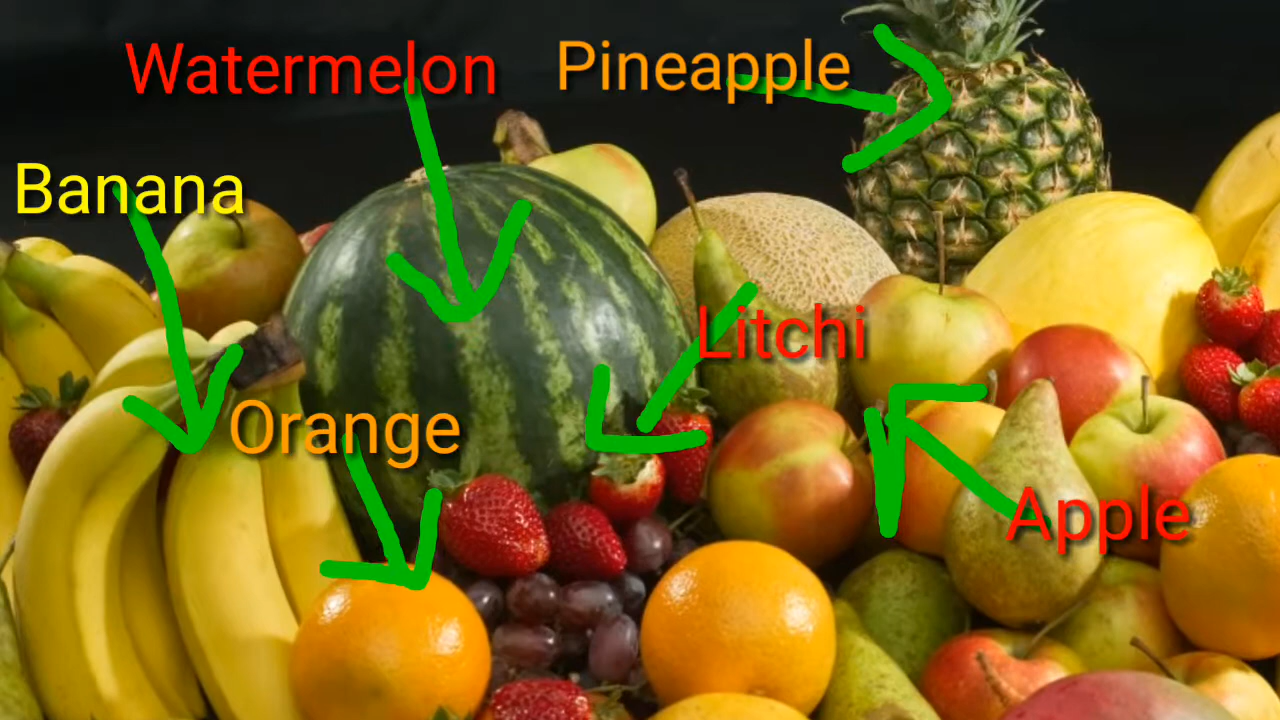 Watermelon
Pineapple
Banana
Litchi
Orange
Apple